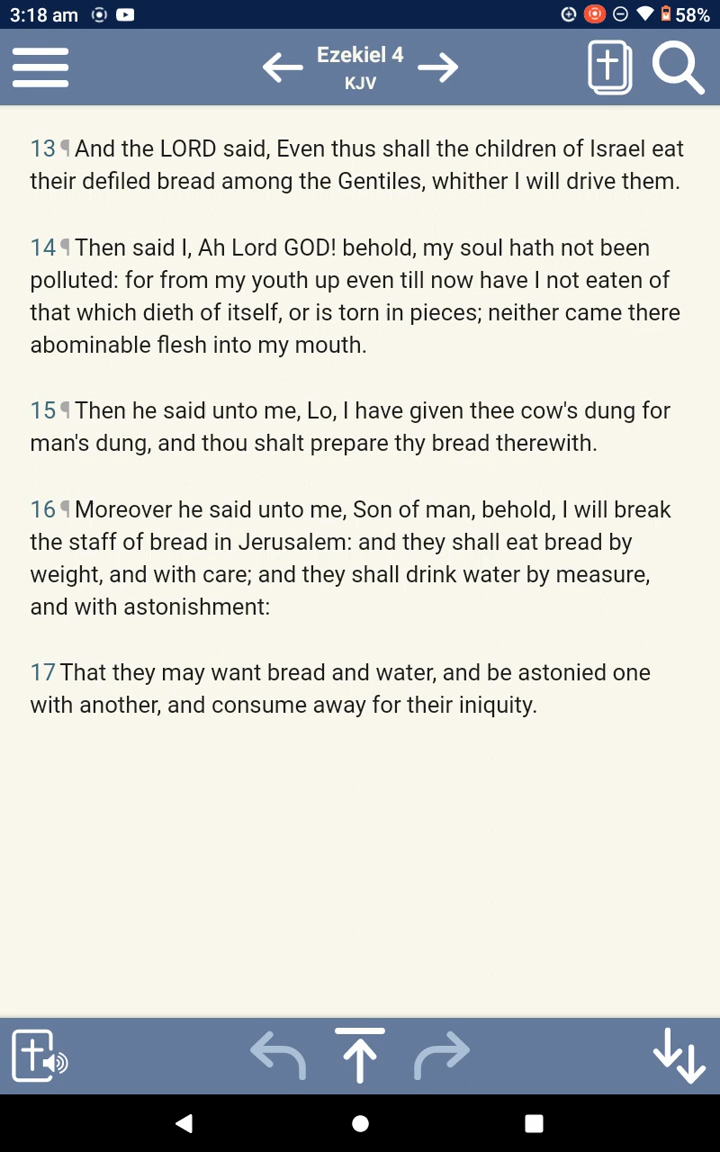 3:18 am
58%
Ezekiel 4
KJV
13 ¶ And the LORD said, Even thus shall the children of Israel eat
their defiled bread among the Gentiles, whither I will drive them.
14 ¶ Then said I, Ah Lord GOD! behold, my soul hath not been
polluted: for from my youth up even till now have I not eaten of
that which dieth of itself, or is torn in pieces; neither came there
abominable flesh into my mouth.
15 ¶ Then he said unto me, Lo, I have given thee cow's dung for
man's dung, and thou shalt prepare thy bread therewith.
16 ¶ Moreover he said unto me, Son of man, behold, I will break
the staff of bread in Jerusalem: and they shall eat bread by
weight, and with care; and they shall drink water by measure,
and with astonishment:
17 That they may want bread and water, and be astonied one
with another, and consume away for their iniquity.